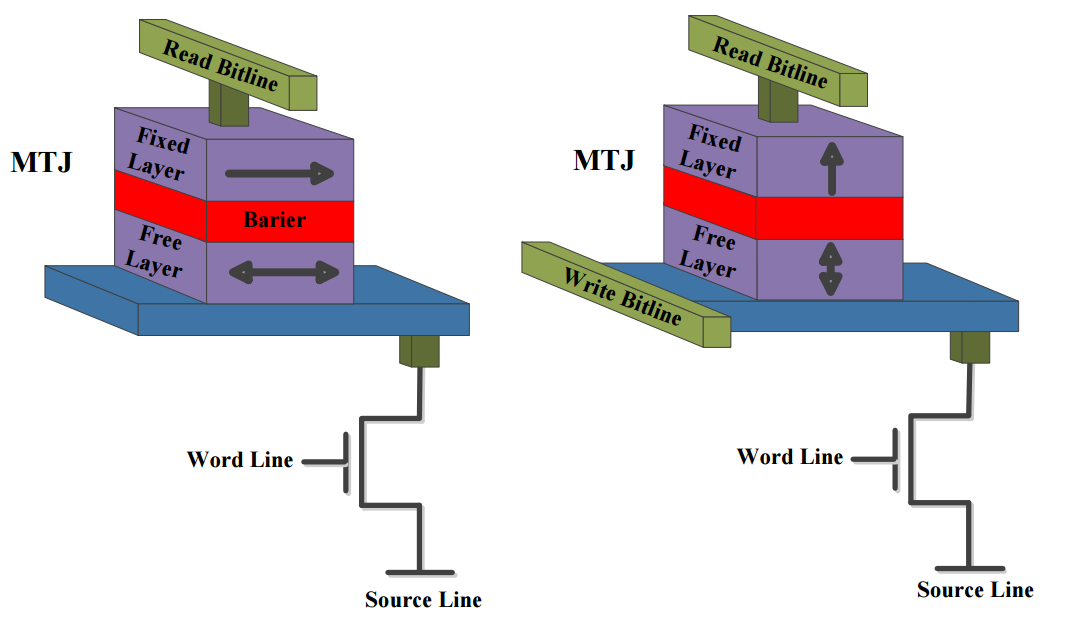 Read Bitline
MTJ
Fixed
Layer
Barier
Free
Layer
Word Line
Source Line
Read Bitline
MTJ
Fixed
Layer
Free
Layer
Write Bitline
Word Line
Source Line